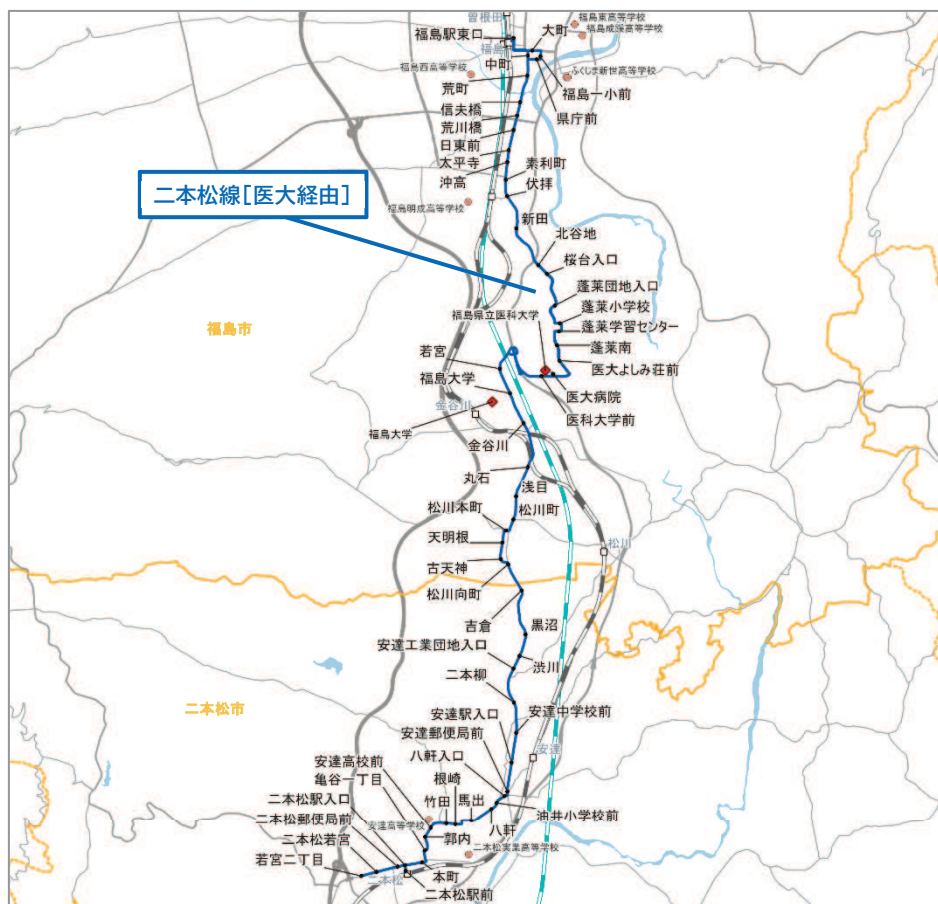 曽根田
福島東高等学校
福島成蹊高等学校
福島駅東口
大町
福島
中町
福島西高等学校
ふくしま新世高等学校
荒町
福島一小前
信夫橋
県庁前
荒川橋
日東前
太平寺
素利町
沖高
伏拝
二本松線[医大経由]
福島明成高等学校
新田
北谷地
桜台入口
蓬莱団地入口
蓬莱小学校
福島県立医科大学
蓬莱学習センター
福島市
蓬莱南
若宮
医大よしみ荘前
福島大学
医大病院
金谷川
医科大学前
福島大学
金谷川
丸石
浅目
松川本町
松川町
天明根
松川
古天神
松川向町
吉倉
黒沼
安達工業団地入口
渋川
二本柳
二本松市
安達駅入口
安達中学校前
安達郵便局前
安達
八軒入口
安達高校前
根崎
亀谷一丁目
竹田
馬出
二本松駅入口
油井小学校前
二本松郵便局前
安達高等学校
八軒
郭内
二本松若宮
二本松実業高等学校
若宮二丁目
本町
二本松
二本松駅前